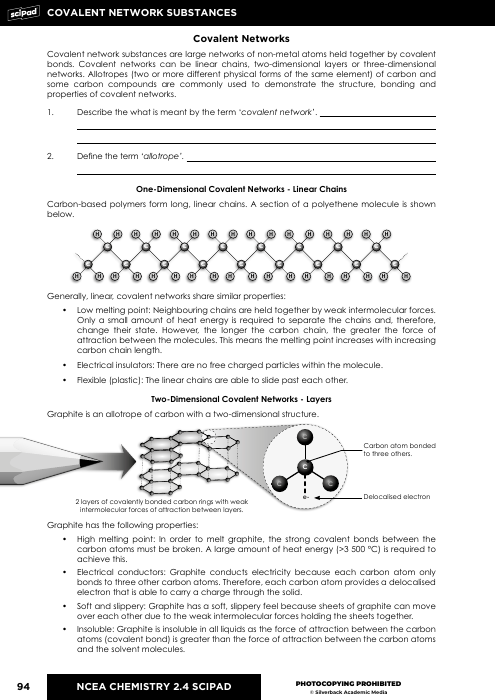 scipad COVALENT NETWORK SUBSTANCES
Covalent Networks
Covalent network substances are large networks of non-metal atoms held together by covalent
bonds. Covalent networks can be linear chains, two-dimensional layers or three-dimensional
networks. Allotropes (two or more different physical forms of the same element) of carbon and
some carbon compounds are commonly used to demonstrate the structure, bonding and
properties of covalent networks.
1. Describe the what is meant by the term ‘covalent network’.
2. Define the term ‘allotrope’.
One-Dimensional Covalent Networks - Linear Chains
Carbon-based polymers form long, linear chains. A section of a polyethene molecule is shown
below.
H H H H H H H H H H H H H H H H
C C C C C C C C
C C C C C C C C C
H H H H H H H H H H H H H H H H H H
Generally, linear, covalent networks share similar properties:
• Low melting point: Neighbouring chains are held together by weak intermolecular forces.
Only a small amount of heat energy is required to separate the chains and, therefore,
change their state. However, the longer the carbon chain, the greater the force of
attraction between the molecules. This means the melting point increases with increasing
carbon chain length.
• Electrical insulators: There are no free charged particles within the molecule.
• Flexible (plastic): The linear chains are able to slide past each other.
Two-Dimensional Covalent Networks - Layers
Graphite is an allotrope of carbon with a two-dimensional structure.
C
Carbon atom bonded
to three others.
C
C C
e-
Delocalised electron
2 layers of covalently bonded carbon rings with weak
intermolecular forces of attraction between layers.
Graphite has the following properties:
• High melting point: In order to melt graphite, the strong covalent bonds between the
carbon atoms must be broken. A large amount of heat energy (>3 500 °C) is required to
achieve this.
• Electrical conductors: Graphite conducts electricity because each carbon atom only
bonds to three other carbon atoms. Therefore, each carbon atom provides a delocalised
electron that is able to carry a charge through the solid.
• Soft and slippery: Graphite has a soft, slippery feel because sheets of graphite can move
over each other due to the weak intermolecular forces holding the sheets together.
• Insoluble: Graphite is insoluble in all liquids as the force of attraction between the carbon
atoms (covalent bond) is greater than the force of attraction between the carbon atoms
and the solvent molecules.
94 NCEA CHEMISTRY 2.4 SCIPAD
PHOTOCOPYING PROHIBITED
© Silverback Academic Media